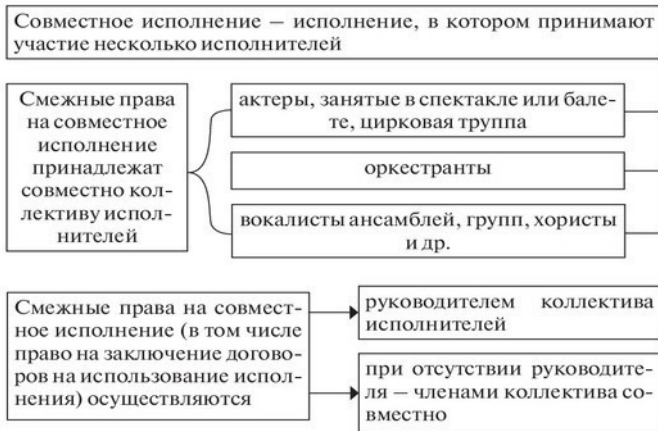 Совместное исполнение — исполнение, в котором принимают
участие несколько исполнителей
Смежные права
на совместное
исполнение
принадлежат
совместно кол-
лективу испол-
нителей
актеры, занятые в спектакле или бале-
те, цирковая труппа
оркестранты
вокалисты ансамблей, групп, хористы
и др.
Смежные права на совмест-
ное исполнение (в том числе
право на заключение догово-
ров на использование испол-
нения) осуществляются
руководителем коллектива
исполнителей
при отсутствии руководите-
ля — членами коллектива со-
вместно